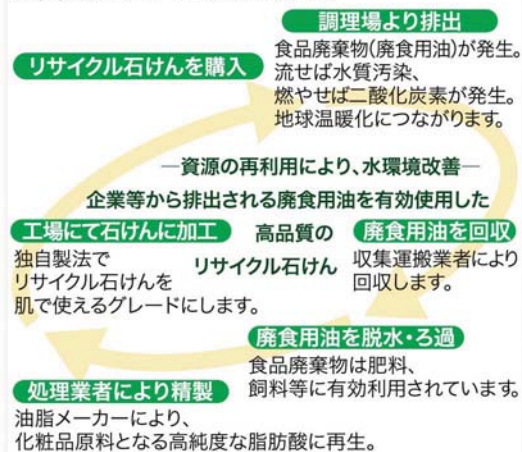 調理場より排出
食品廃棄物(廃食用油)が発生。
流せば水質汚染、
燃やせば二酸化炭素が発生。
地球温暖化につながります。
リサイクル石けんを購入
―資源の再利用により、水環境改善―
企業等から排出される廃食用油を有効使用した
高品質の
リサイクル石けん
廃食用油を回収
収集運搬業者により
回収します。
廃食用油を脱水・ろ過
食品廃棄物は肥料、
飼料等に有効利用されています。
処理業者により精製
油脂メーカーにより、
化粧品原料となる高純度な脂肪酸に再生。
工場にて石けんに加工
独自製法で
リサイクル石けんを
肌で使えるグレードにします。